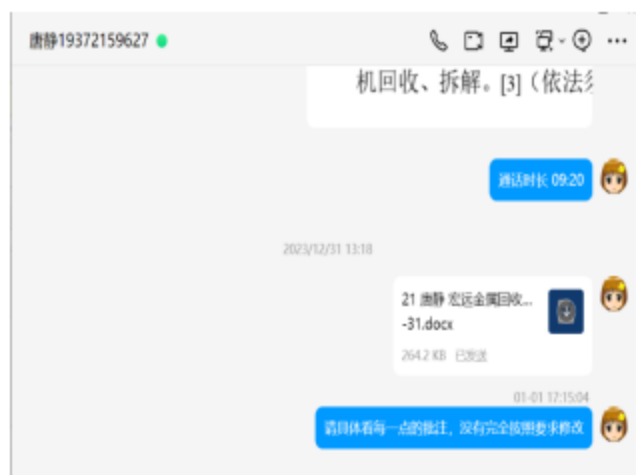 唐静19372159627
机回收、拆解。[3]（依法须
通话时长 09:20
2023/12/31 13:18
21 唐静 宏远金属回收...
-31.docx
264.2 KB 已发送
01-01 17:15:04
请具体看每一点的批注，没有完全按照要求修改